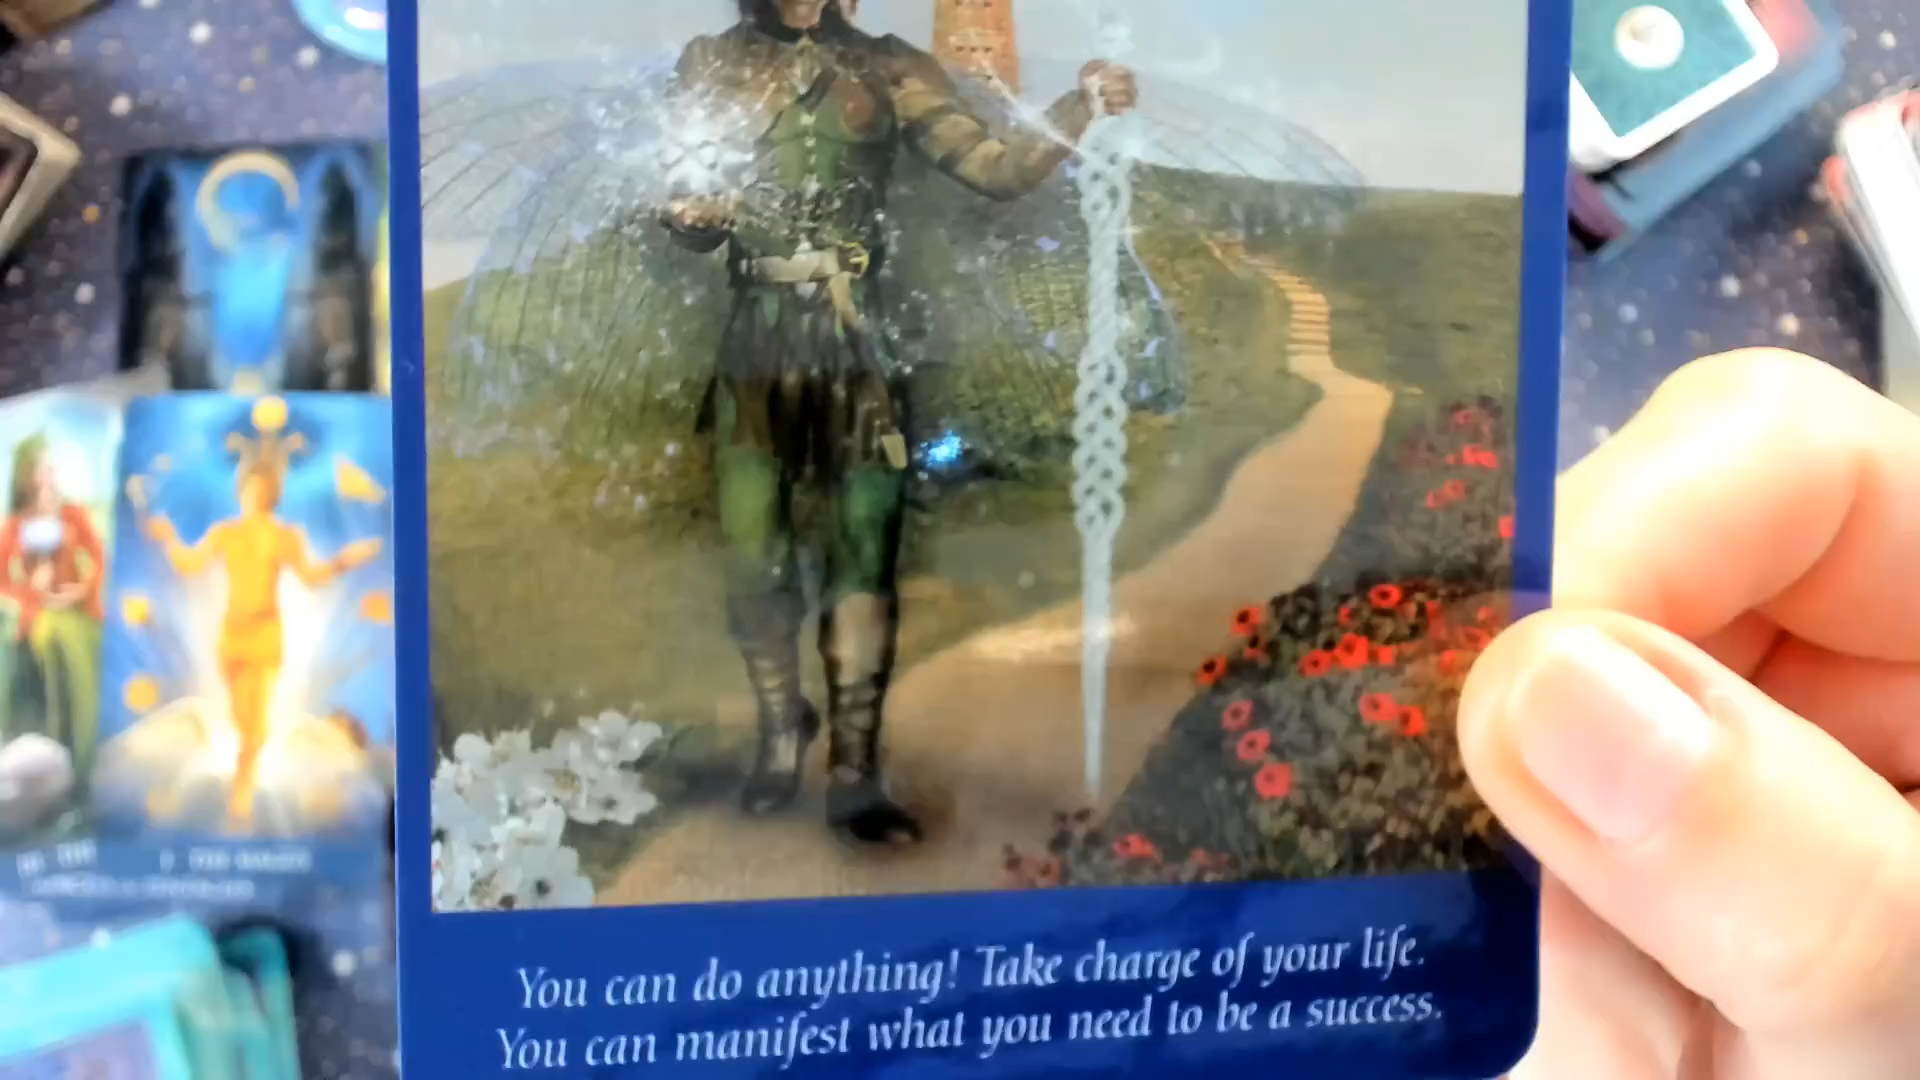 You can do anything! Take charge of your life.
You can manifest what you need to be a success.